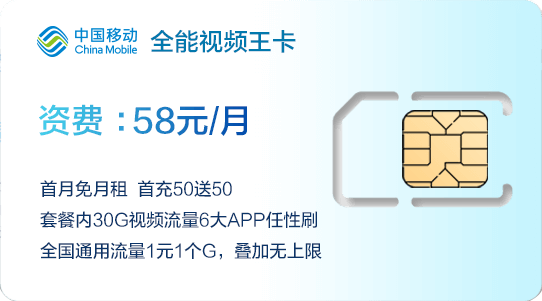 中国移动 全能视频王卡
China Mobile
资费：58元/月
首月免月租 首充50送50
套餐内30G视频流量6大APP任性刷
全国通用流量1元1个G，叠加无上限